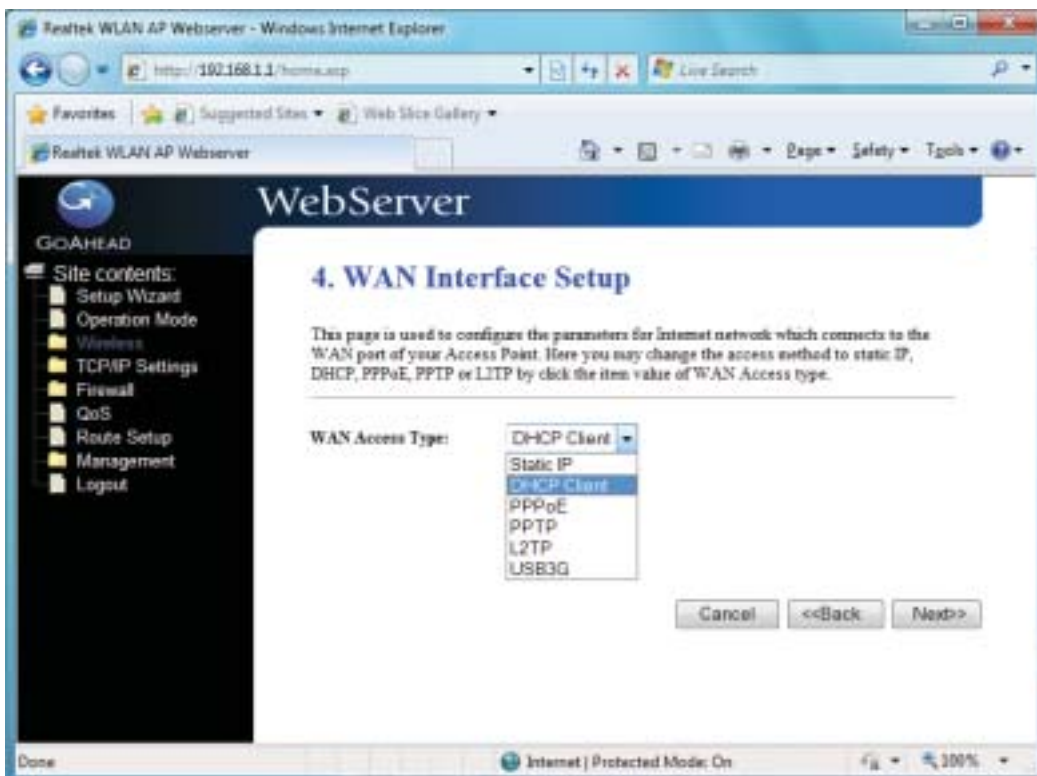 Realtek WLAN AP Webserver - Windows Internet Explorer
http://192.168.1.1/home.asp
Live Search
Favorites
Suggested Sites
Web Slice Gallery
Realtek WLAN AP Webserver
Page
Safety
Tools
GOAHEAD
WebServer
Site contents:
Setup Wizard
Operation Mode
Wireless
TCP/IP Settings
Firewall
QoS
Route Setup
Management
Logout
4. WAN Interface Setup
This page is used to configure the parameters for Internet network which connects to the
WAN port of your Access Point. Here you may change the access method to static IP,
DHCP, PPPoE, PPTP or L2TP by click the item value of WAN Access type.
WAN Access Type:
DHCP Client
Static IP
DHCP Client
PPPoE
PPTP
L2TP
USB3G
Cancel
<<Back
Next>>
Done
Internet | Protected Mode: On
100%